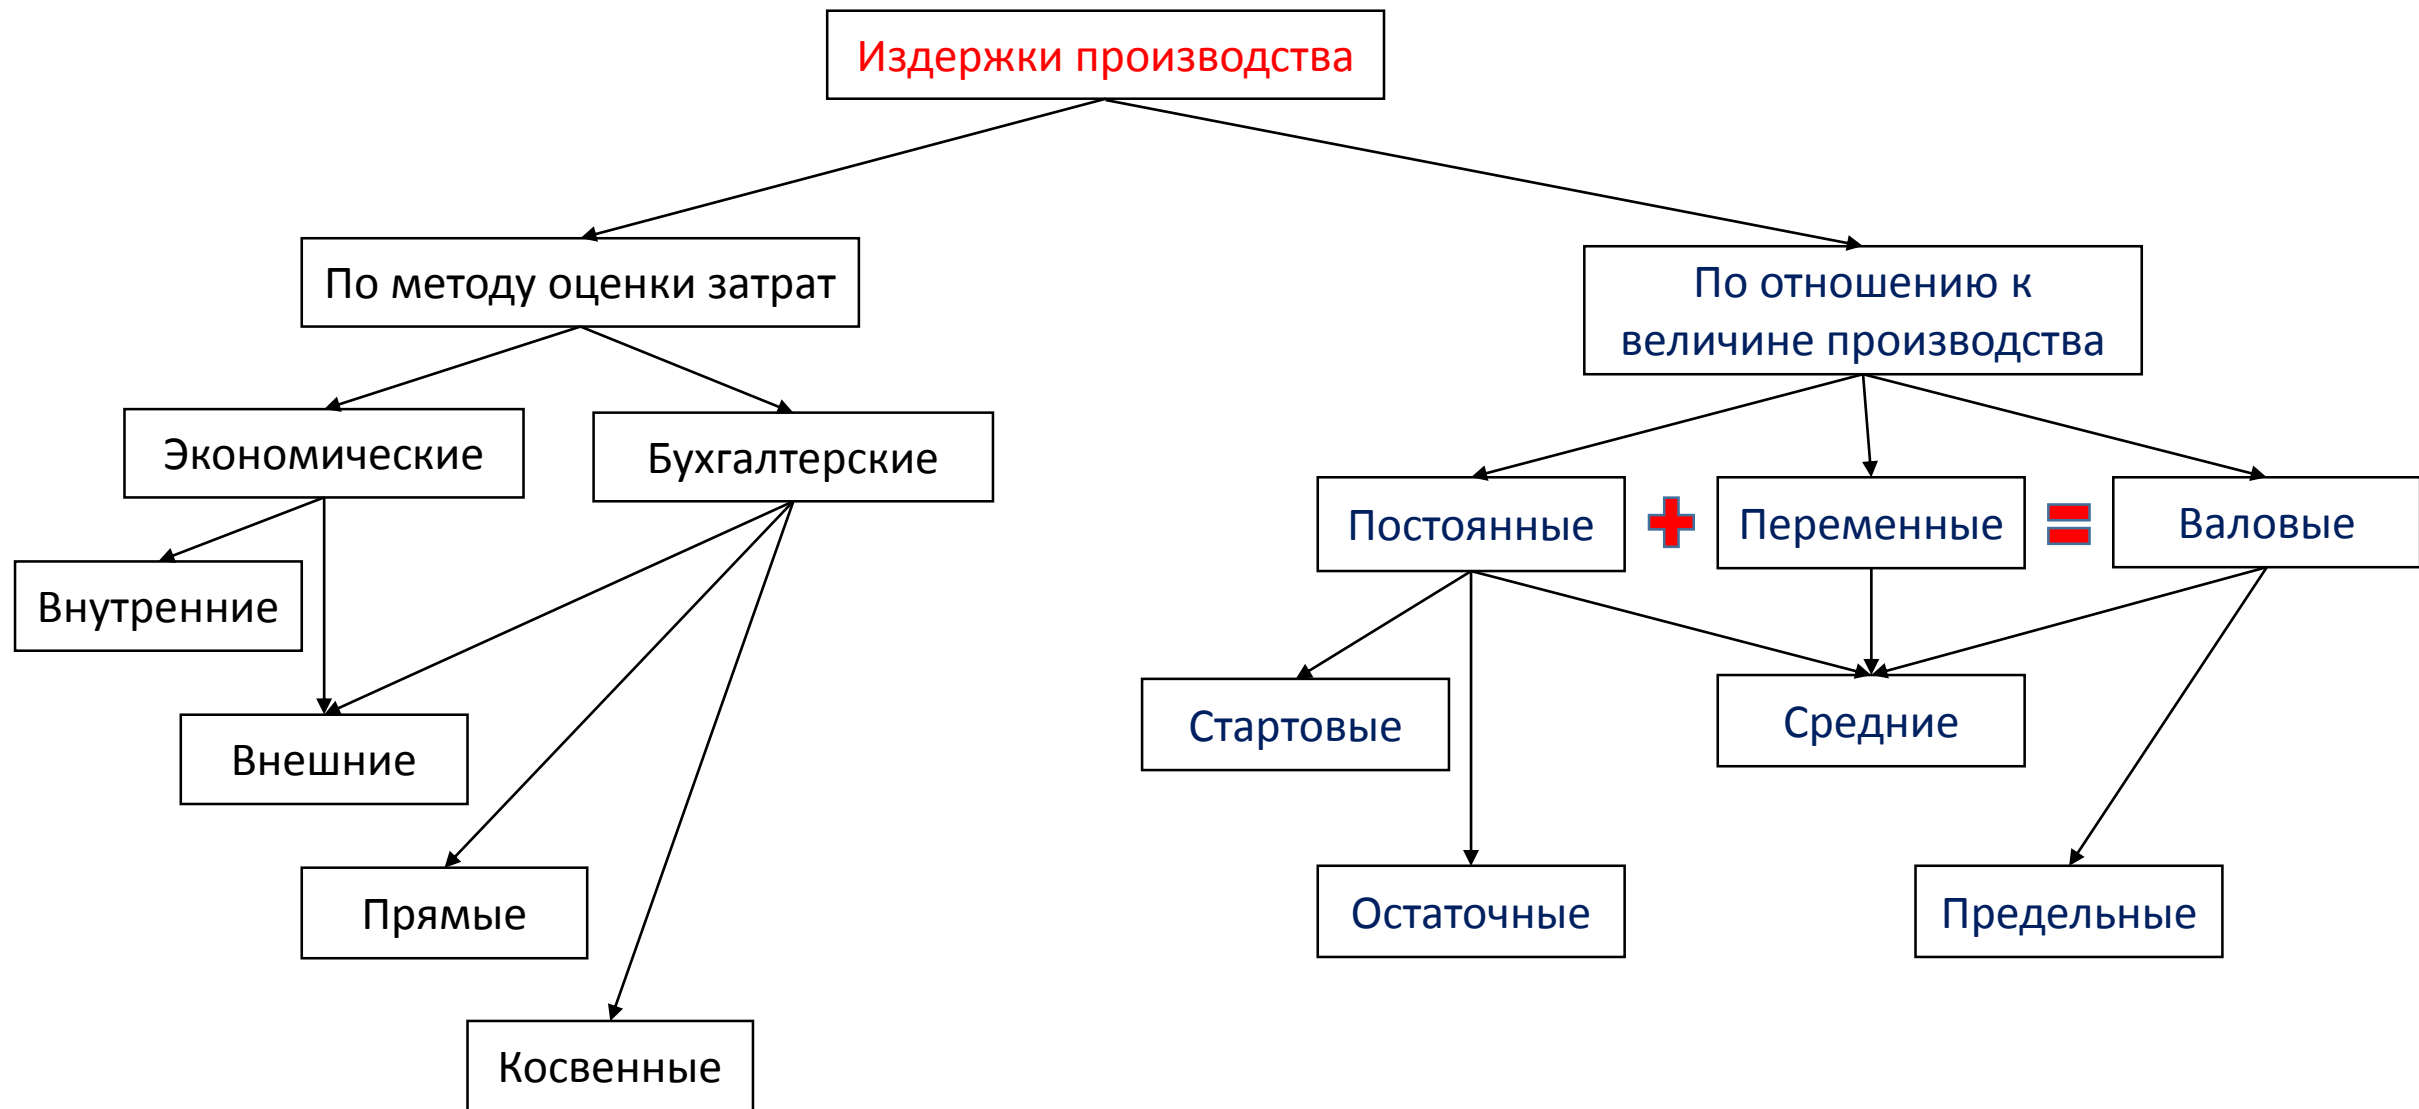 Издержки производства
По методу оценки затрат
По отношению к
величине производства
Экономические
Бухгалтерские
Постоянные
Переменные
Валовые
Внутренние
Внешние
Стартовые
Средние
Прямые
Остаточные
Предельные
Косвенные